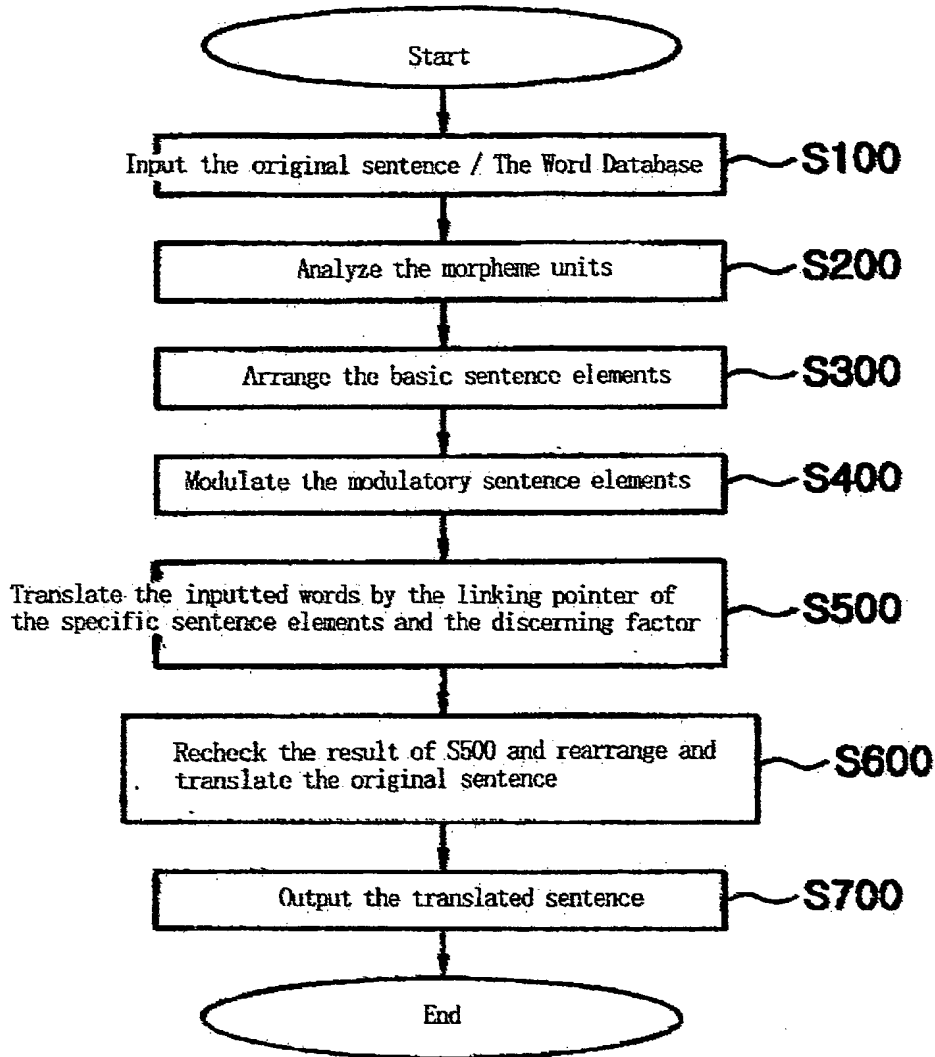 Start
Input the original sentence / The Word Database
S100
Analyze the morpheme units
S200
Arrange the basic sentence elements
S300
Modulate the modulatory sentence elements
S400
Translate the inputted words by the linking pointer of
the specific sentence elements and the discerning factor
S500
Recheck the result of S500 and rearrange and
translate the original sentence
S600
Output the translated sentence
S700
End